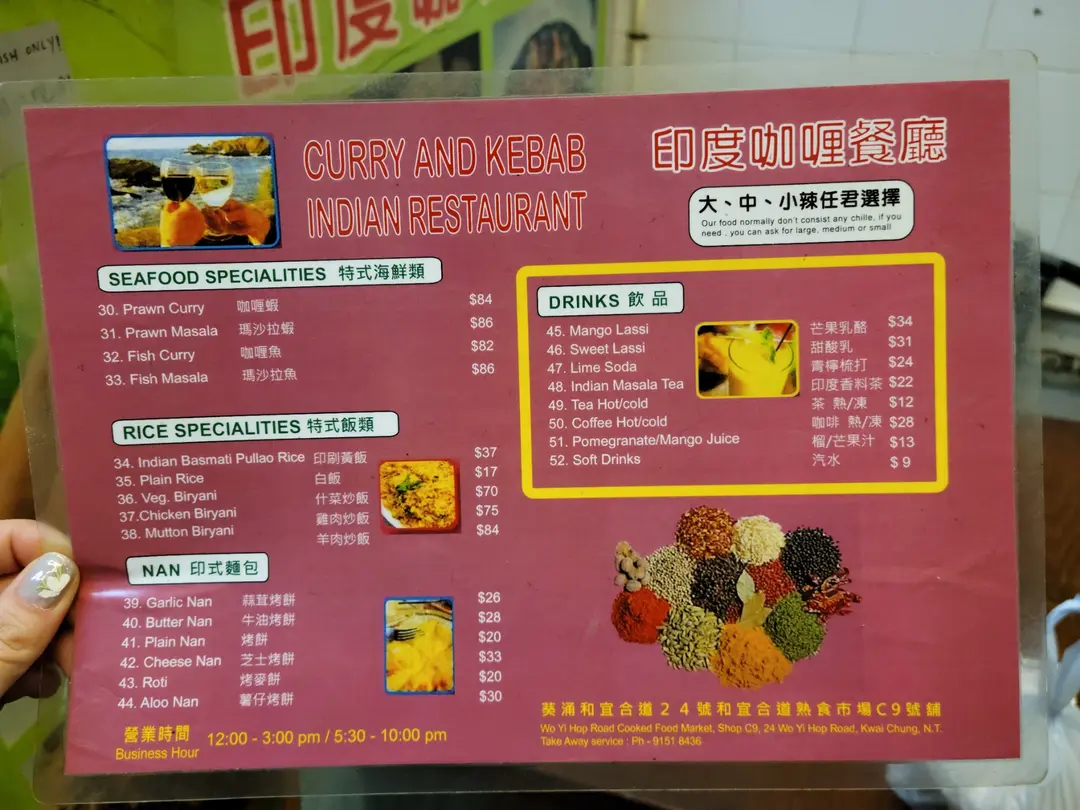 SH ONLY!
印度咖
CURRY AND KEBAB
INDIAN RESTAURANT
印度咖喱餐廳
大、中、小辣任君選擇
Our food normally don't consist any chille, if you
need , you can ask for large, medium or small
SEAFOOD SPECIALITIES 特式海鮮類
30. Prawn Curry 咖喱蝦 $84
31. Prawn Masala 瑪沙拉蝦 $86
32. Fish Curry 咖喱魚 $82
33. Fish Masala 瑪沙拉魚 $86
RICE SPECIALITIES 特式飯類
34. Indian Basmati Pullao Rice 印刷黃飯 $37
35. Plain Rice 白飯 $17
36. Veg. Biryani 什菜炒飯 $70
37.Chicken Biryani 雞肉炒飯 $75
38. Mutton Biryani 羊肉炒飯 $84
NAN 印式麵包
39. Garlic Nan 蒜茸烤餅 $26
40. Butter Nan 牛油烤餅 $28
41. Plain Nan 烤餅 $20
42. Cheese Nan 芝士烤餅 $33
43. Roti 烤麥餅 $20
44. Aloo Nan 薯仔烤餅 $30
營業時間
Business Hour 12:00 - 3:00 pm / 5:30 - 10:00 pm
DRINKS 飲品
45. Mango Lassi 芒果乳酪 $34
46. Sweet Lassi 甜酸乳 $31
47. Lime Soda 青檸梳打 $24
48. Indian Masala Tea 印度香料茶 $22
49. Tea Hot/cold 茶 熱/凍 $12
50. Coffee Hot/cold 咖啡 熱/凍 $28
51. Pomegranate/Mango Juice 榴/芒果汁 $13
52. Soft Drinks 汽水 $ 9
葵涌和宜合道24號和宜合道熟食市場C9號舖
Wo Yi Hop Road Cooked Food Market, Shop C9, 24 Wo Yi Hop Road, Kwai Chung, N.T.
Take Away service : Ph - 9151 8436